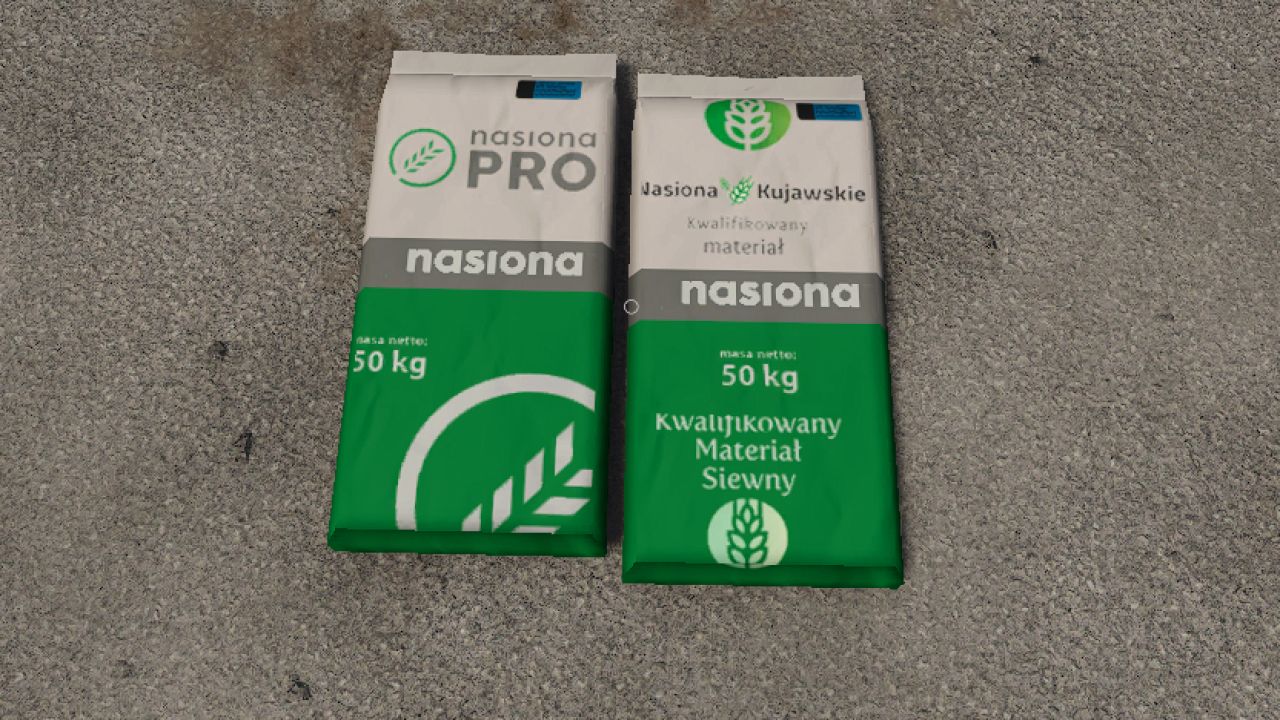 nasiona
PRO
nasiona
masa netto:
50 kg
Nasiona Kujawskie
Kwalifikowany
materiał
nasiona
masa netto:
50 kg
Kwalifikowany
Materiał
Siewny